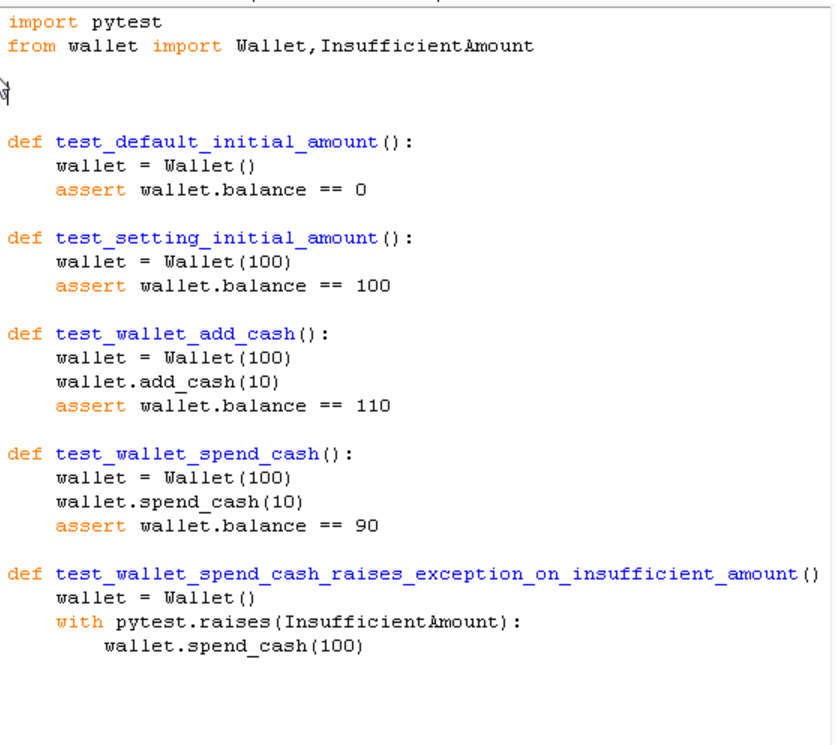 import pytest
from wallet import Wallet,InsufficientAmount
def test_default_initial_amount():
    wallet = Wallet()
    assert wallet.balance == 0
def test_setting_initial_amount():
    wallet = Wallet(100)
    assert wallet.balance == 100
def test_wallet_add_cash():
    wallet = Wallet(100)
    wallet.add_cash(10)
    assert wallet.balance == 110
def test_wallet_spend_cash():
    wallet = Wallet(100)
    wallet.spend_cash(10)
    assert wallet.balance == 90
def test_wallet_spend_cash_raises_exception_on_insufficient_amount()
    wallet = Wallet()
    with pytest.raises(InsufficientAmount):
        wallet.spend_cash(100)